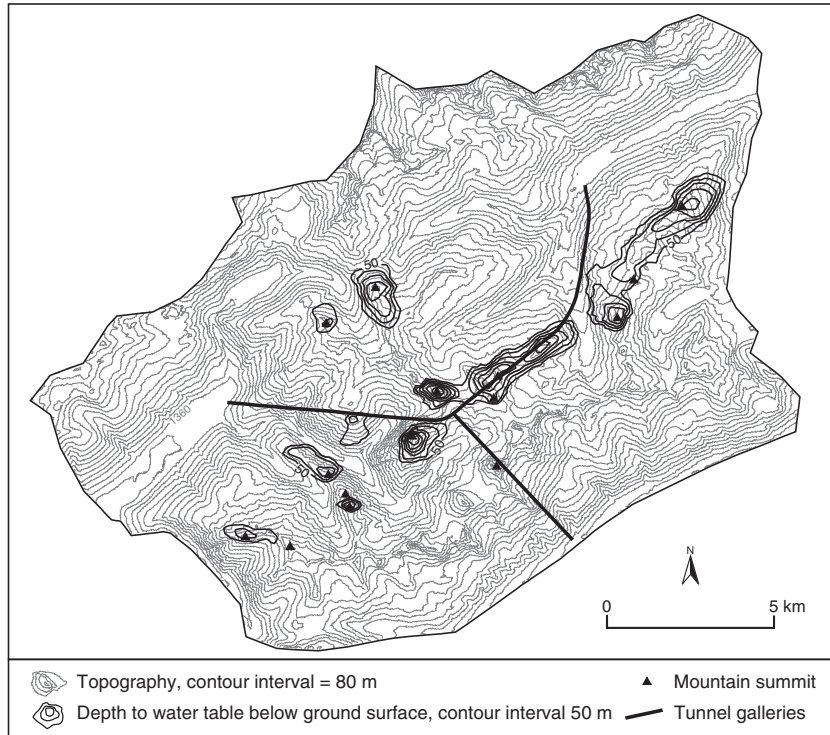 50
50
560
50
50
N
0 5 km
Topography, contour interval = 80 m
Mountain summit
Depth to water table below ground surface, contour interval 50 m
Tunnel galleries